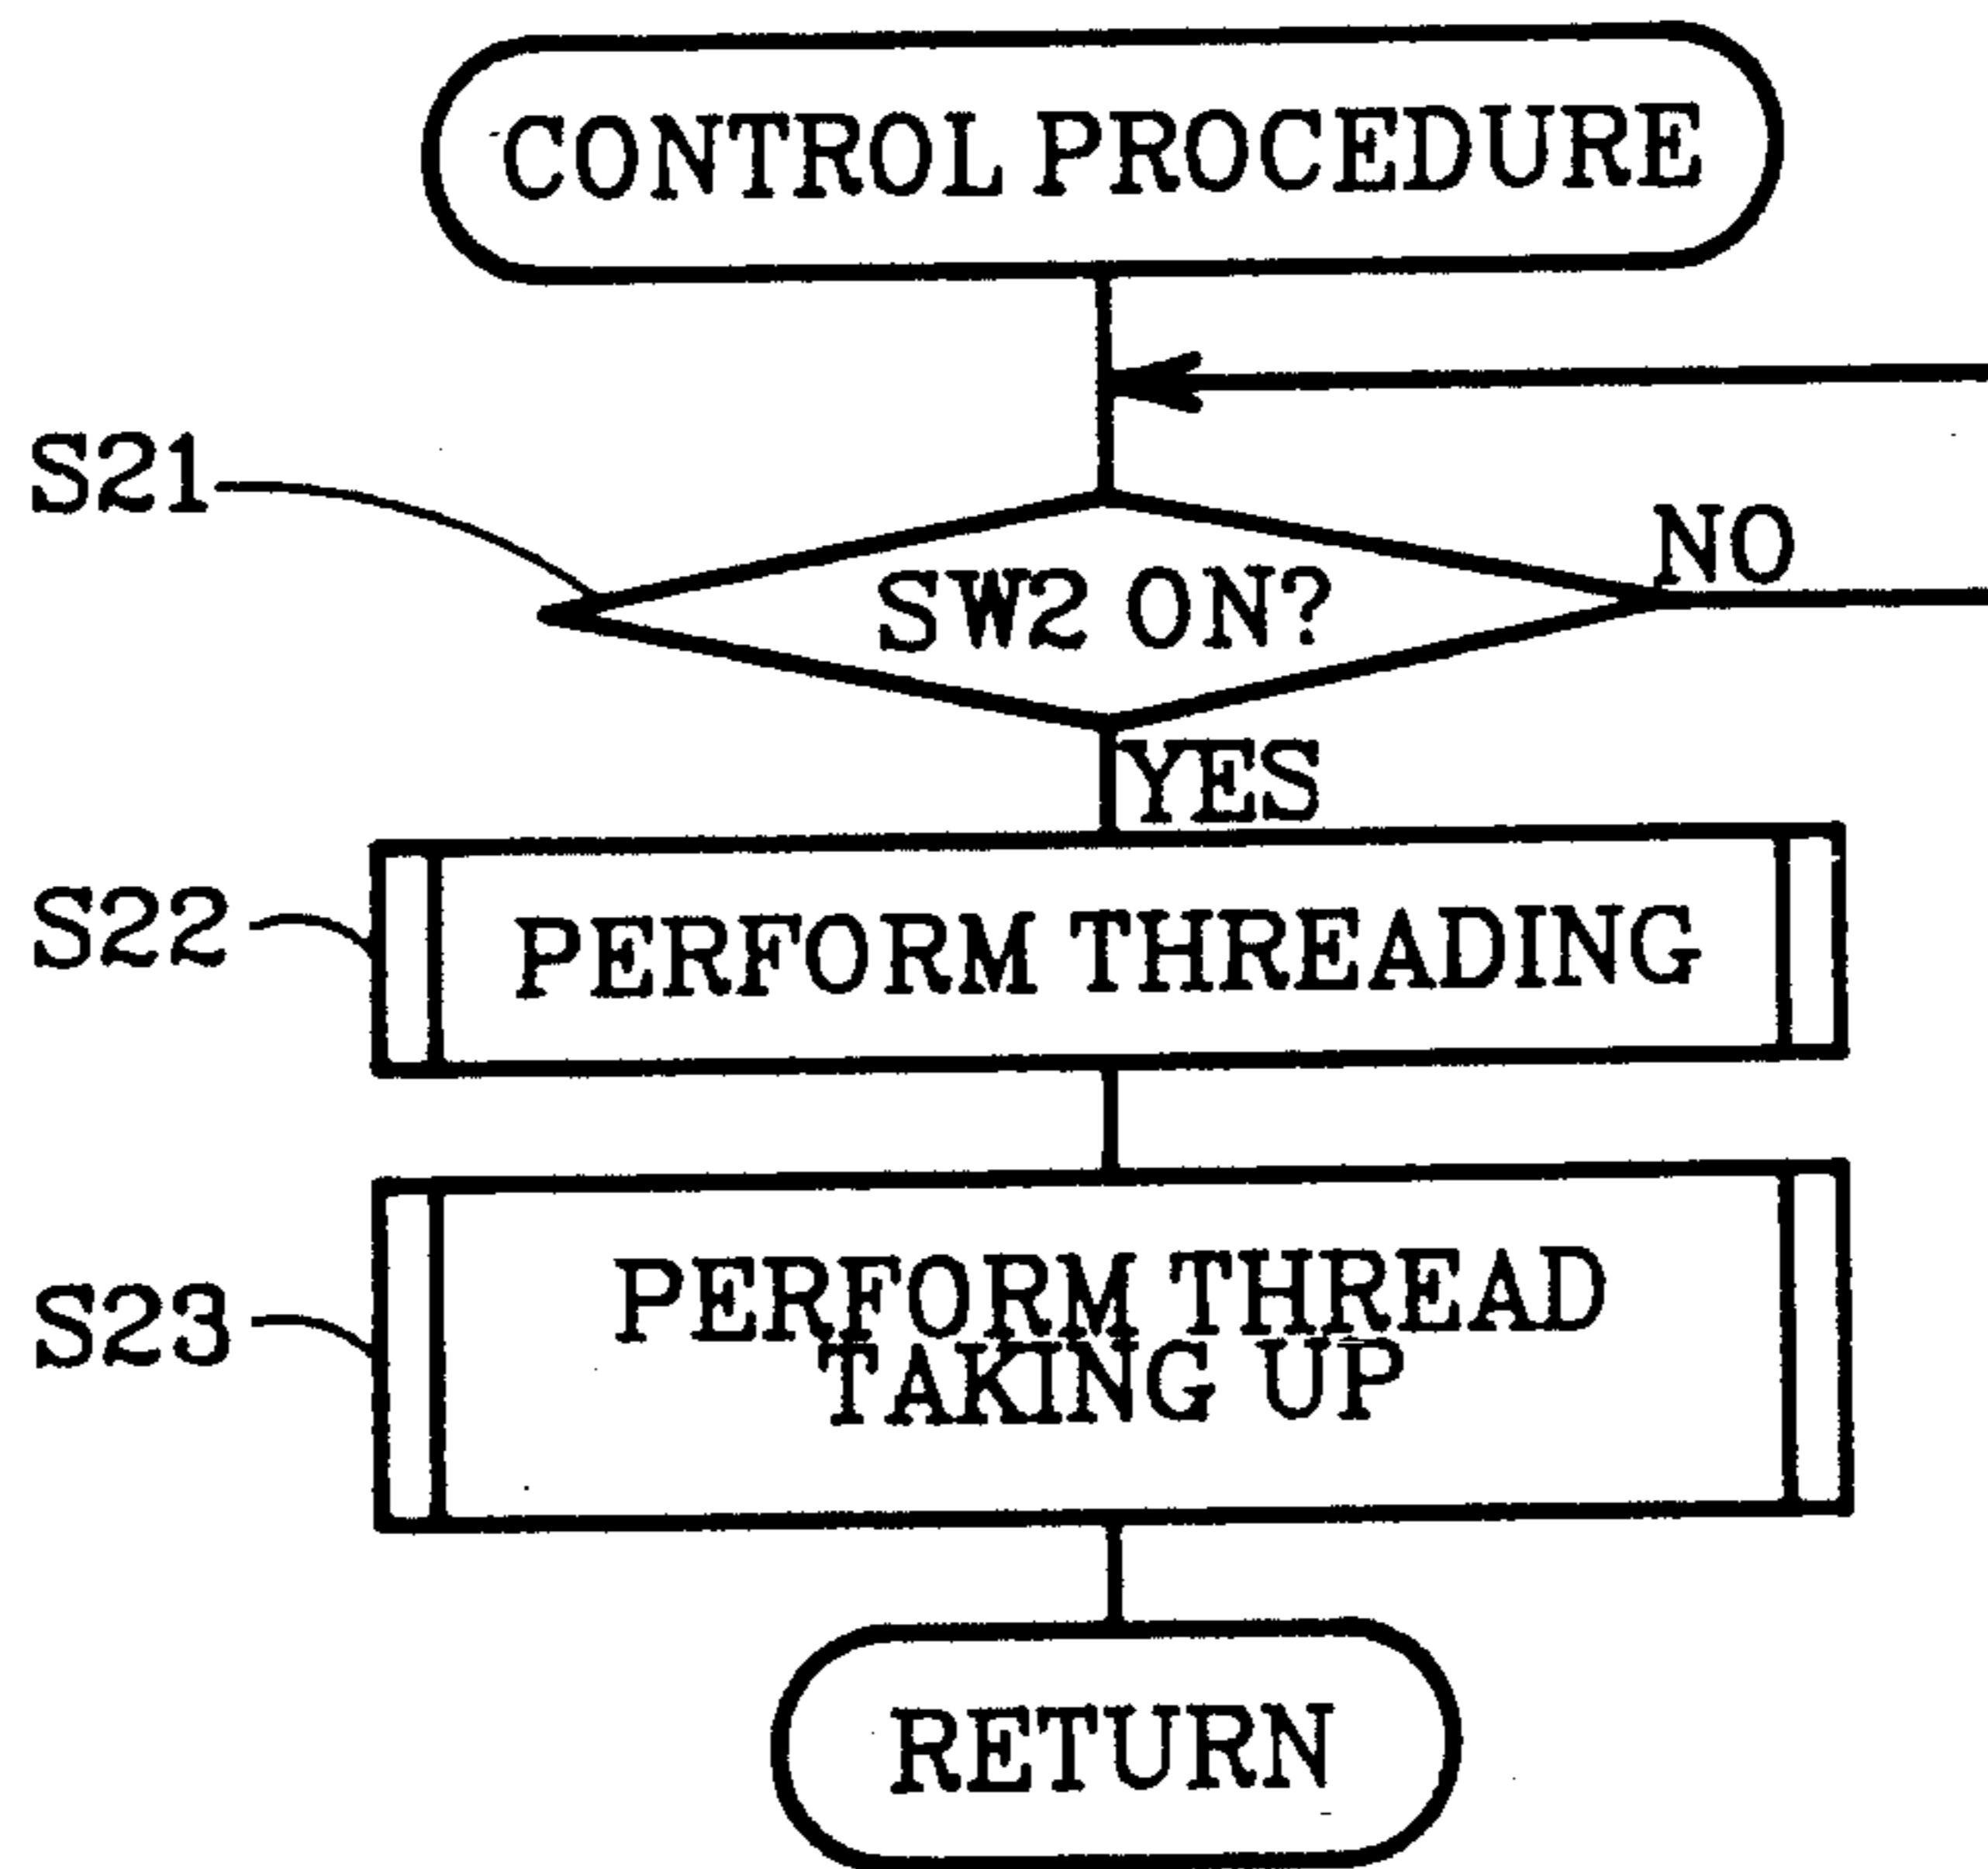 CONTROL PROCEDURE
S21
SW2 ON?
NO
YES
S22
PERFORM THREADING
S23
PERFORM THREAD
TAKING UP
RETURN